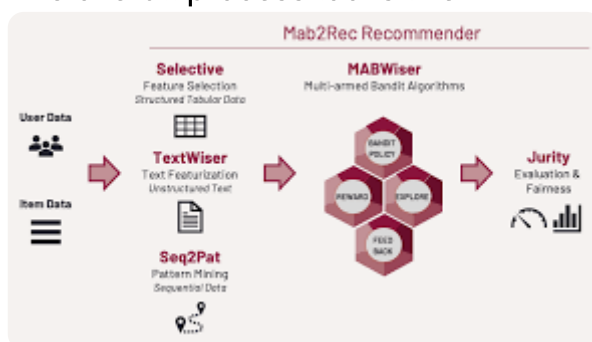 Mab2Rec Recommender
User Data
Item Data
Selective
Feature Selection
Structured Tabular Data
TextWiser
Text Featurization
Unstructured Text
Seq2Pat
Pattern Mining
Sequential Data
MABWiser
Multi-armed Bandit Algorithms
BANDIT
POLICY
REWARD
EXPLORE
FEED
BACK
Jurity
Evaluation &
Fairness